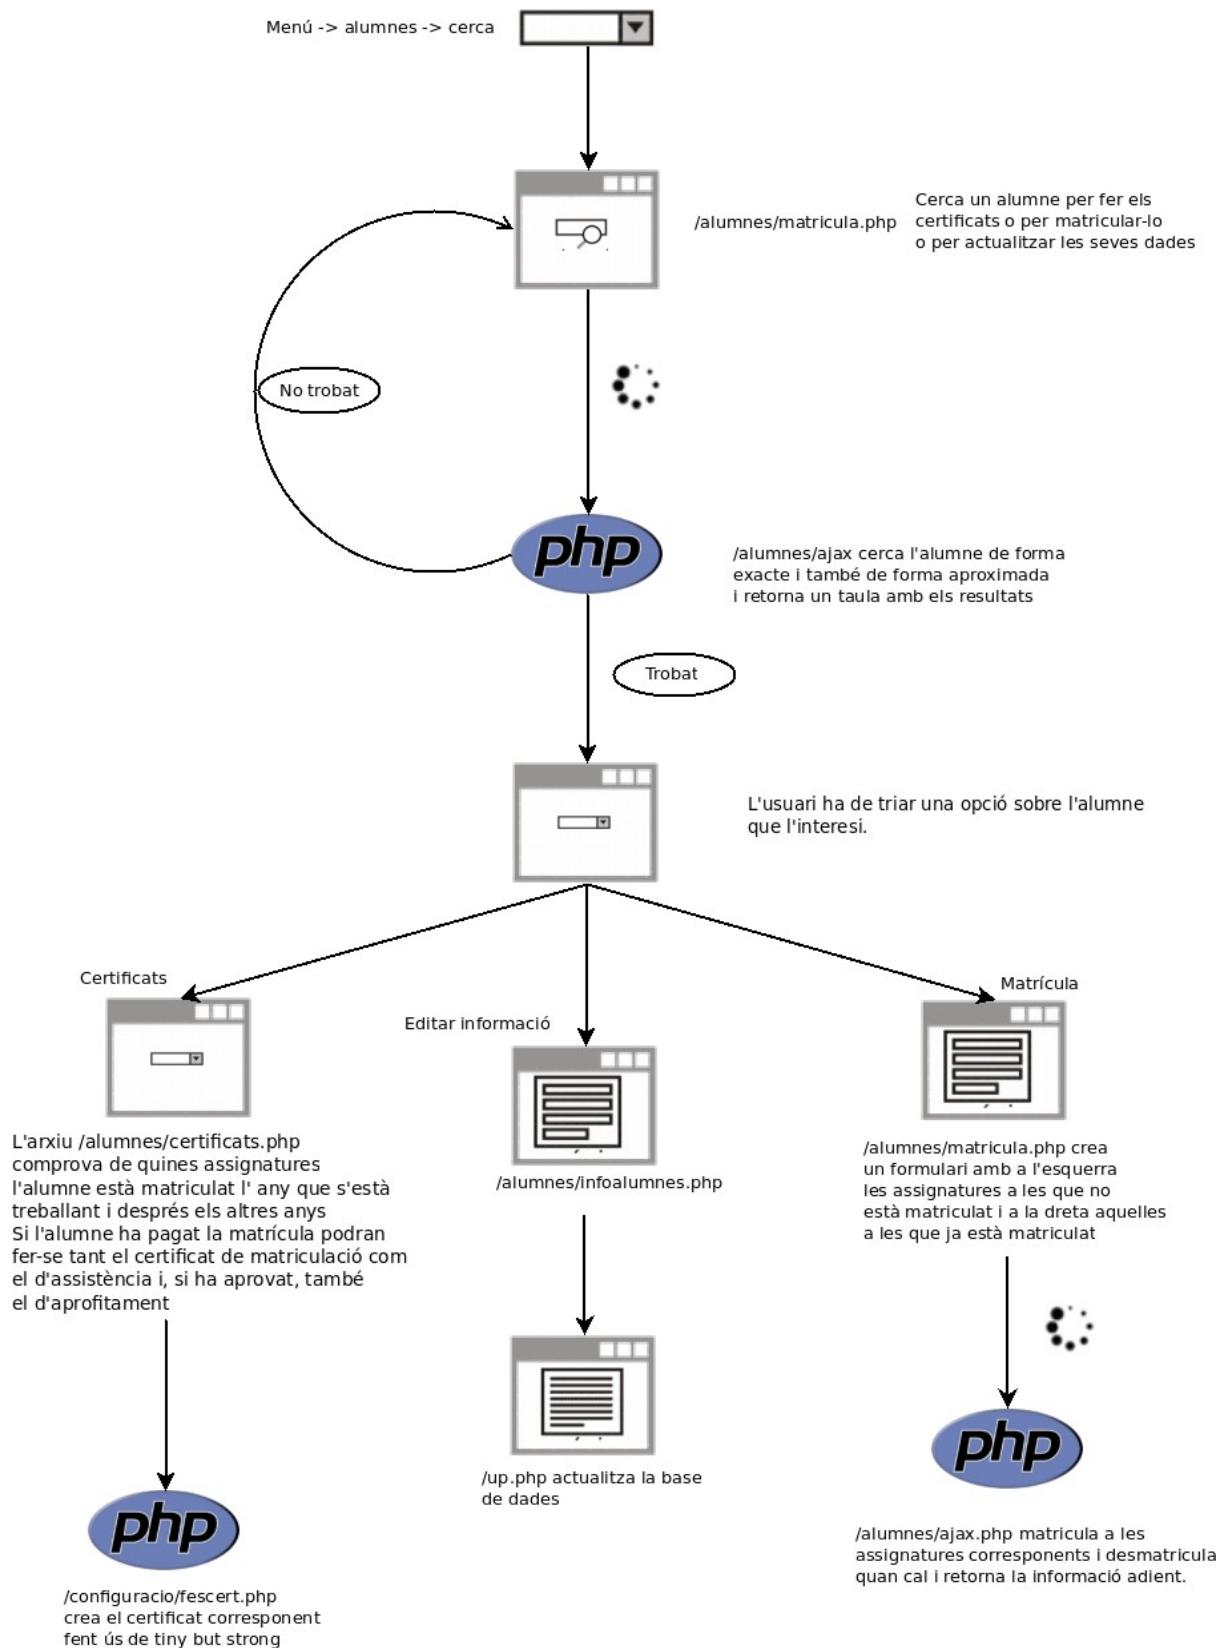 Menú -> alumnes -> cerca
/alumnes/matricula.php
Cerca un alumne per fer els
certificats o per matricular-lo
o per actualitzar les seves dades
No trobat
php
/alumnes/ajax cerca l'alumne de forma
exacte i també de forma aproximada
i retorna un taula amb els resultats
Trobat
L'usuari ha de triar una opció sobre l'alumne
que l'interesi.
Certificats
Editar informació
Matrícula
L'arxiu /alumnes/certificats.php
comprova de quines assignatures
l'alumne està matriculat l' any que s'està
treballant i després els altres anys
Si l'alumne ha pagat la matrícula podran
fer-se tant el certificat de matriculació com
el d'assistència i, si ha aprovat, també
el d'aprofitament
/alumnes/infoalumnes.php
/alumnes/matricula.php crea
un formulari amb a l'esquerra
les assignatures a les que no
està matriculat i a la dreta aquelles
a les que ja està matriculat
php
/configuracio/fescert.php
crea el certificat corresponent
fent ús de tiny but strong
/up.php actualitza la base
de dades
php
/alumnes/ajax.php matricula a les
assignatures corresponents i desmatricula
quan cal i retorna la informació adient.